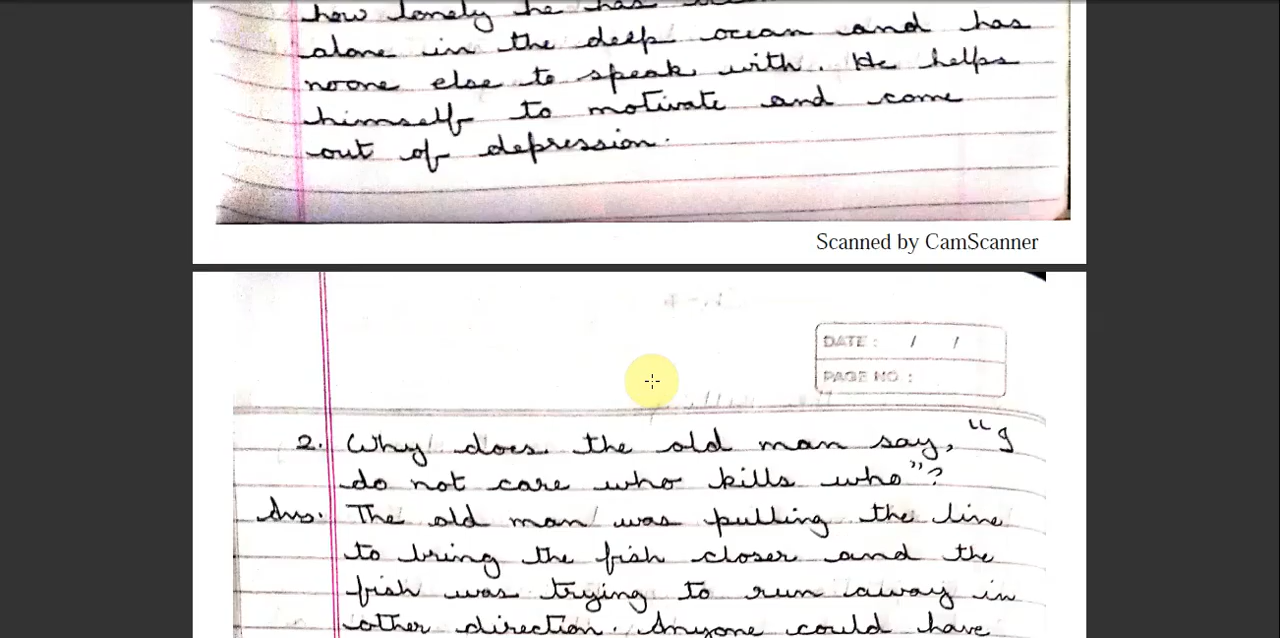 how lonely he has
alone in the deep ocean and has
noone else to speak with. He helps
himself to motivate and come
out of depression.
Scanned by CamScanner
DATE : / /
PAGE NO :
2. Why does the old man say, "I
do not care who kills who"?
Ans. The old man was pulling the line
to bring the fish closer and the
fish was trying to run away in
other direction. Anyone could have